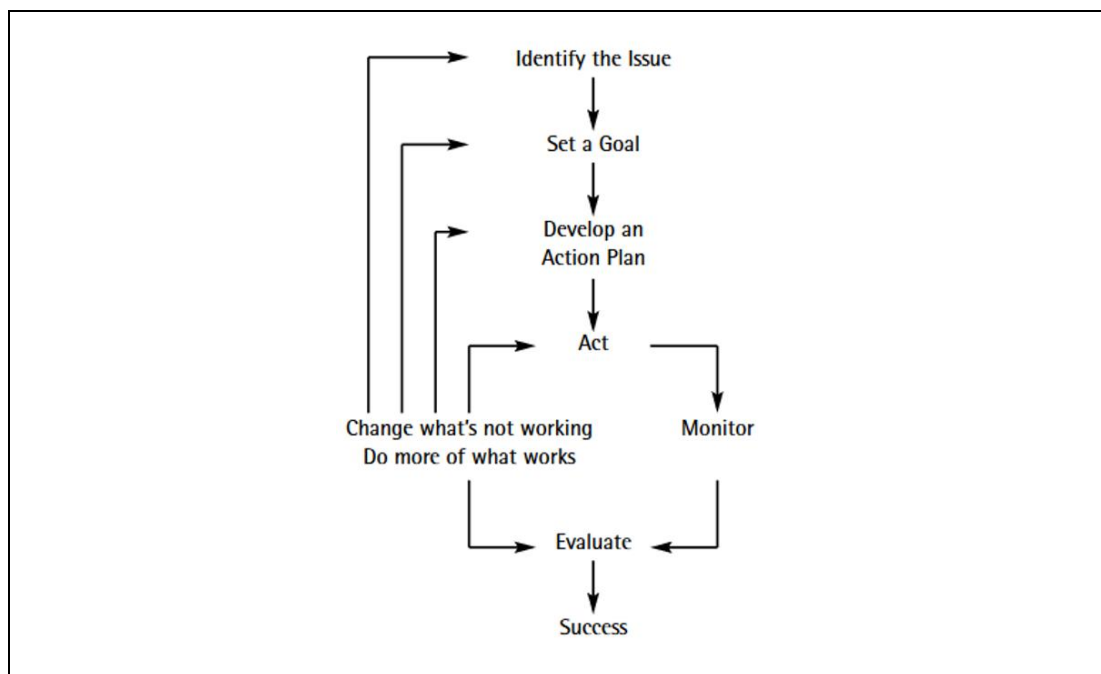 Identify the Issue
Set a Goal
Develop an
Action Plan
Act
Change what's not working
Do more of what works
Monitor
Evaluate
Success